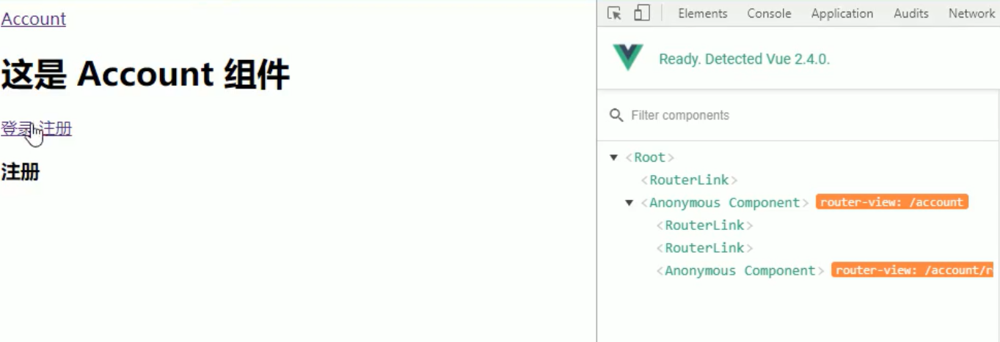 Account
这是 Account 组件
登录 注册
注册
Elements Console Application Audits Network
Ready. Detected Vue 2.4.0.
Filter components
<Root>
<RouterLink>
<Anonymous Component> router-view: /account
<RouterLink>
<RouterLink>
<Anonymous Component> router-view: /account/r